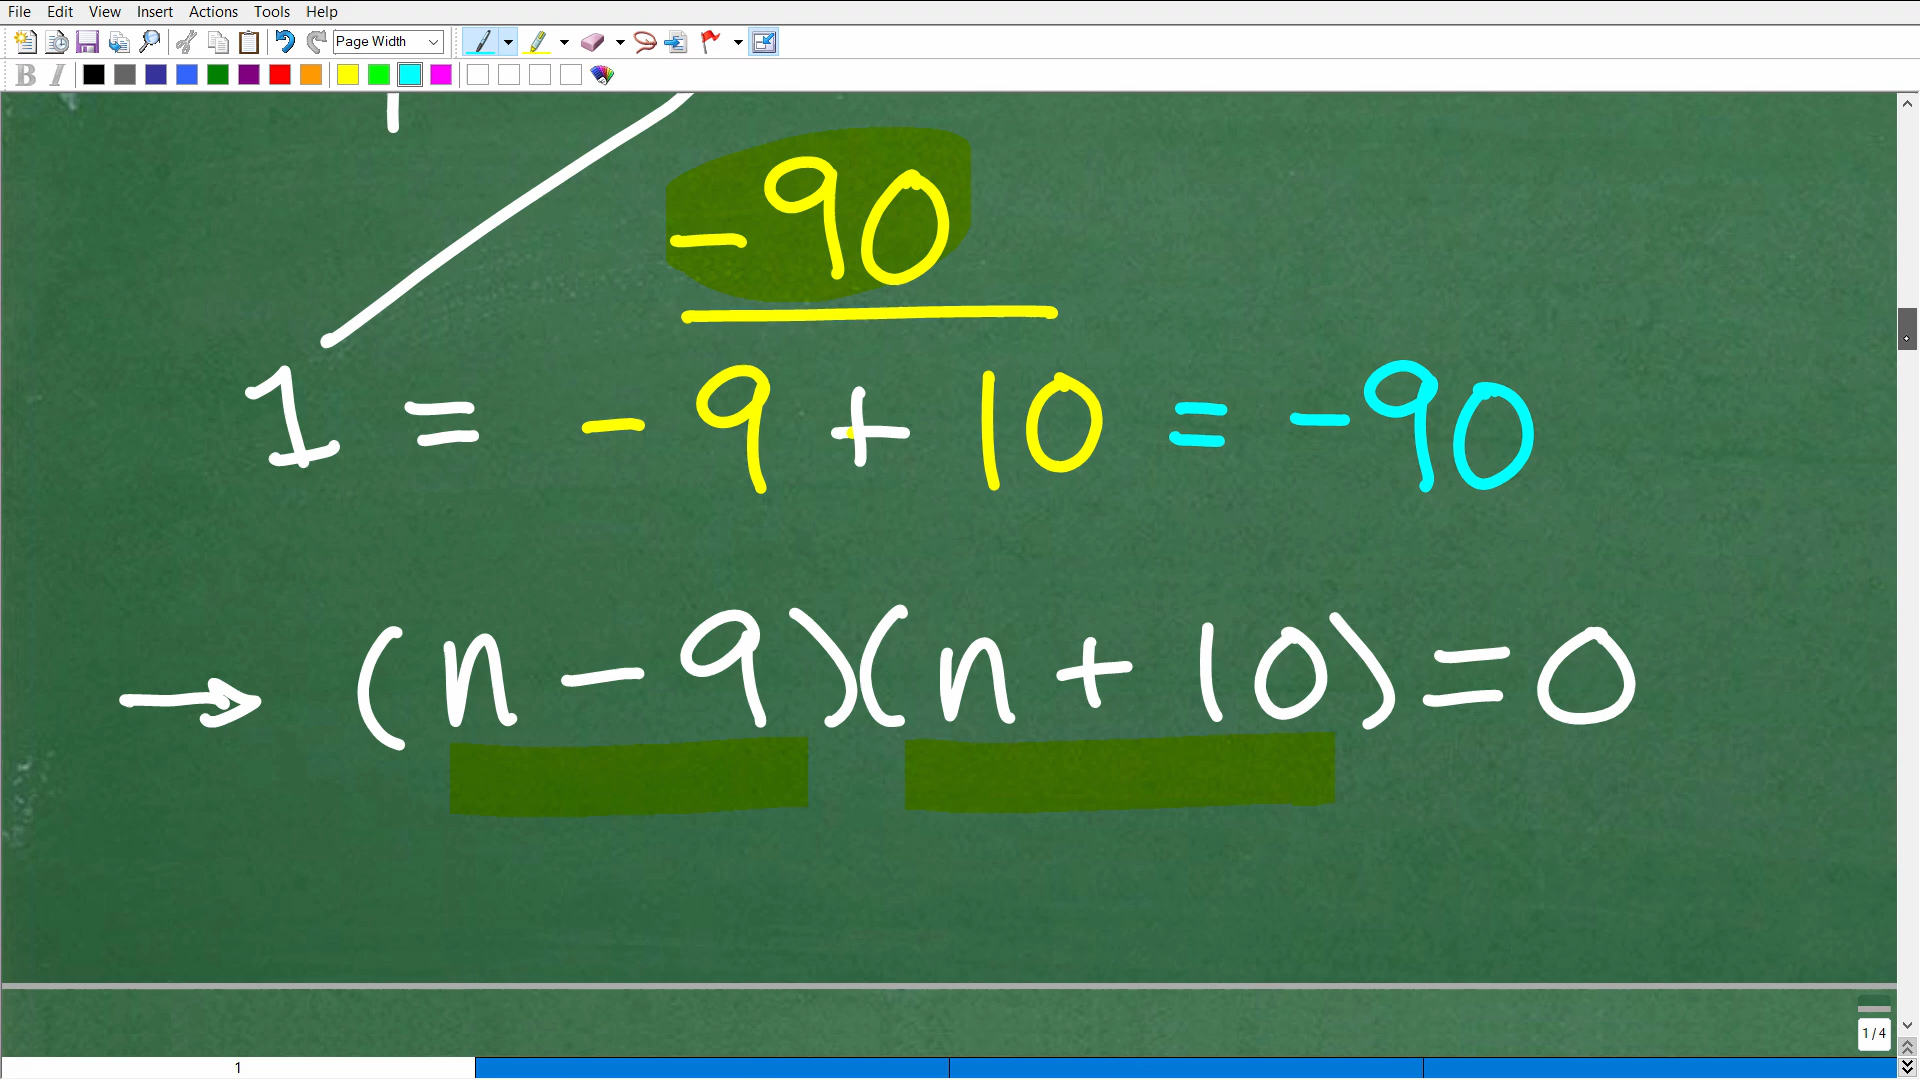 File Edit View Insert Actions Tools Help
Page Width
B I
-90
1 = -9 + 10 = -90
→ (n - 9)(n + 10) = 0
1 / 4
1